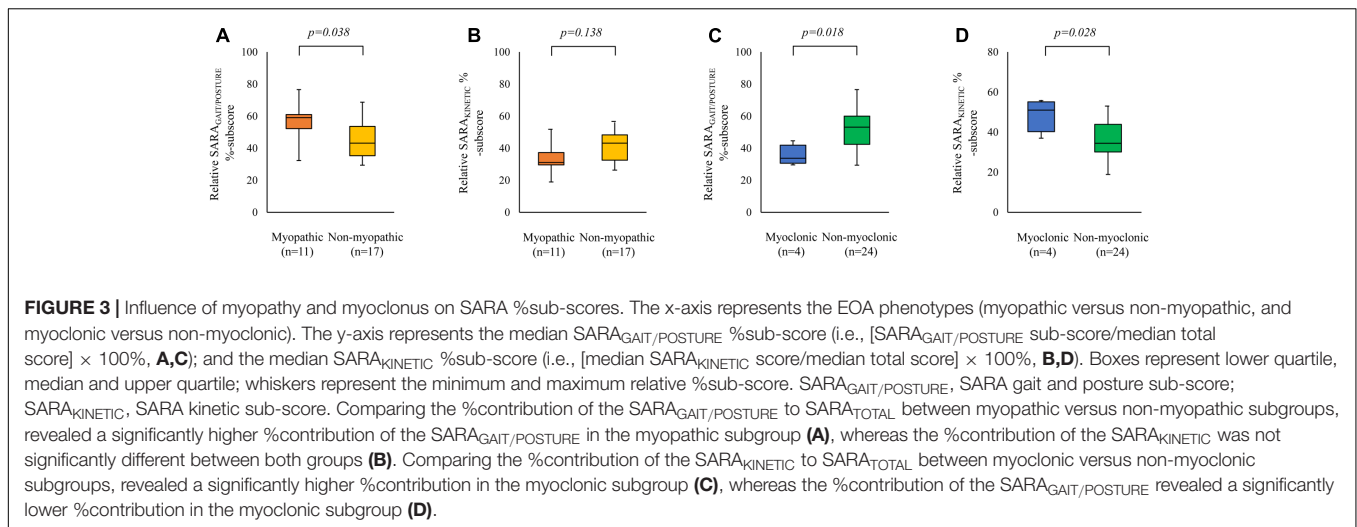 A
p=0.038
Relative SARAGAIT/POSTURE
%-subscore
100
80
60
40
20
0
Myopathic
(n=11)
Non-myopathic
(n=17)
B
p=0.138
Relative SARAKINETIC %
-subscore
100
80
60
40
20
0
Myopathic
(n=11)
Non-myopathic
(n=17)
C
p=0.018
Relative SARAGAIT/POSTURE
%-subscore
100
80
60
40
20
0
Myoclonic
(n=4)
Non-myoclonic
(n=24)
D
p=0.028
Relative SARAKINETIC %
-subscore
80
60
40
20
0
Myoclonic
(n=4)
Non-myoclonic
(n=24)
FIGURE 3 | Influence of myopathy and myoclonus on SARA %sub-scores. The x-axis represents the EOA phenotypes (myopathic versus non-myopathic, and
myoclonic versus non-myoclonic). The y-axis represents the median SARAGAIT/POSTURE %sub-score (i.e., [SARAGAIT/POSTURE sub-score/median total
score] × 100%, A,C); and the median SARAKINETIC %sub-score (i.e., [median SARAKINETIC score/median total score] × 100%, B,D). Boxes represent lower quartile,
median and upper quartile; whiskers represent the minimum and maximum relative %sub-score. SARAGAIT/POSTURE, SARA gait and posture sub-score;
SARAKINETIC, SARA kinetic sub-score. Comparing the %contribution of the SARAGAIT/POSTURE to SARATOTAL between myopathic versus non-myopathic subgroups,
revealed a significantly higher %contribution of the SARAGAIT/POSTURE in the myopathic subgroup (A), whereas the %contribution of the SARAKINETIC was not
significantly different between both groups (B). Comparing the %contribution of the SARAKINETIC to SARATOTAL between myoclonic versus non-myoclonic
subgroups, revealed a significantly higher %contribution in the myoclonic subgroup (C), whereas the %contribution of the SARAGAIT/POSTURE revealed a significantly
lower %contribution in the myoclonic subgroup (D).